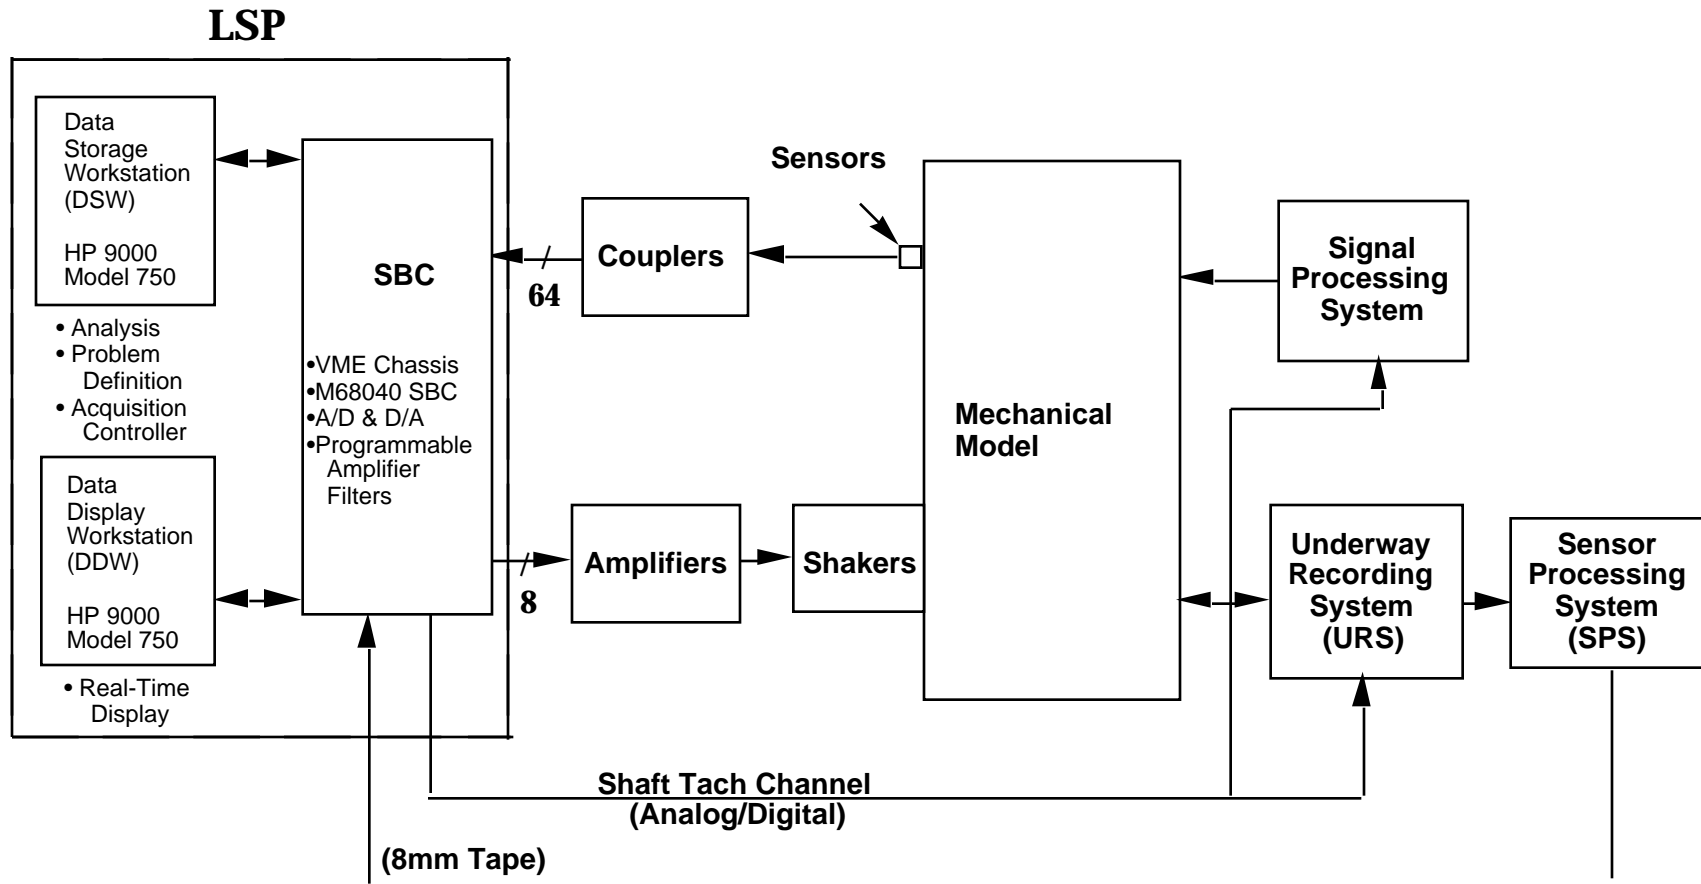 LSP
Data
Storage
Workstation
(DSW)
HP 9000
Model 750
• Analysis
• Problem
Definition
• Acquisition
Controller
Data
Display
Workstation
(DDW)
HP 9000
Model 750
• Real-Time
Display
SBC
•VME Chassis
•M68040 SBC
•A/D & D/A
•Programmable
Amplifier
Filters
64
8
Couplers
Sensors
Amplifiers
Shakers
Mechanical
Model
Signal
Processing
System
Underway
Recording
System
(URS)
Sensor
Processing
System
(SPS)
Shaft Tach Channel
(Analog/Digital)
(8mm Tape)